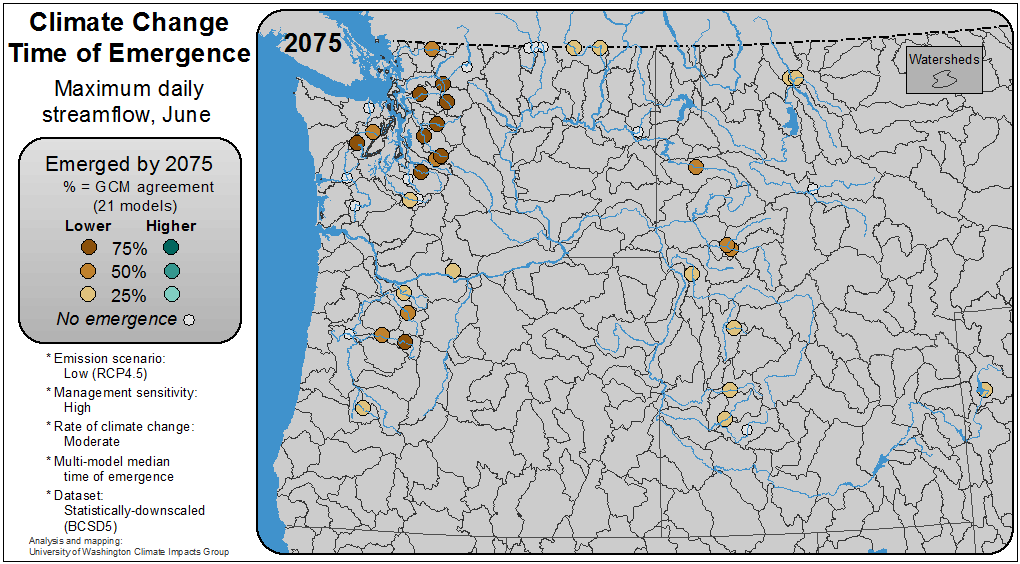 Climate Change
Time of Emergence
Maximum daily
streamflow, June
Emerged by 2075
% = GCM agreement
(21 models)
Lower Higher
75%
50%
25%
No emergence
* Emission scenario:
Low (RCP4.5)
* Management sensitivity:
High
* Rate of climate change:
Moderate
* Multi-model median
time of emergence
* Dataset:
Statistically-downscaled
(BCSD5)
Analysis and mapping:
University of Washington Climate Impacts Group
2075
Watersheds